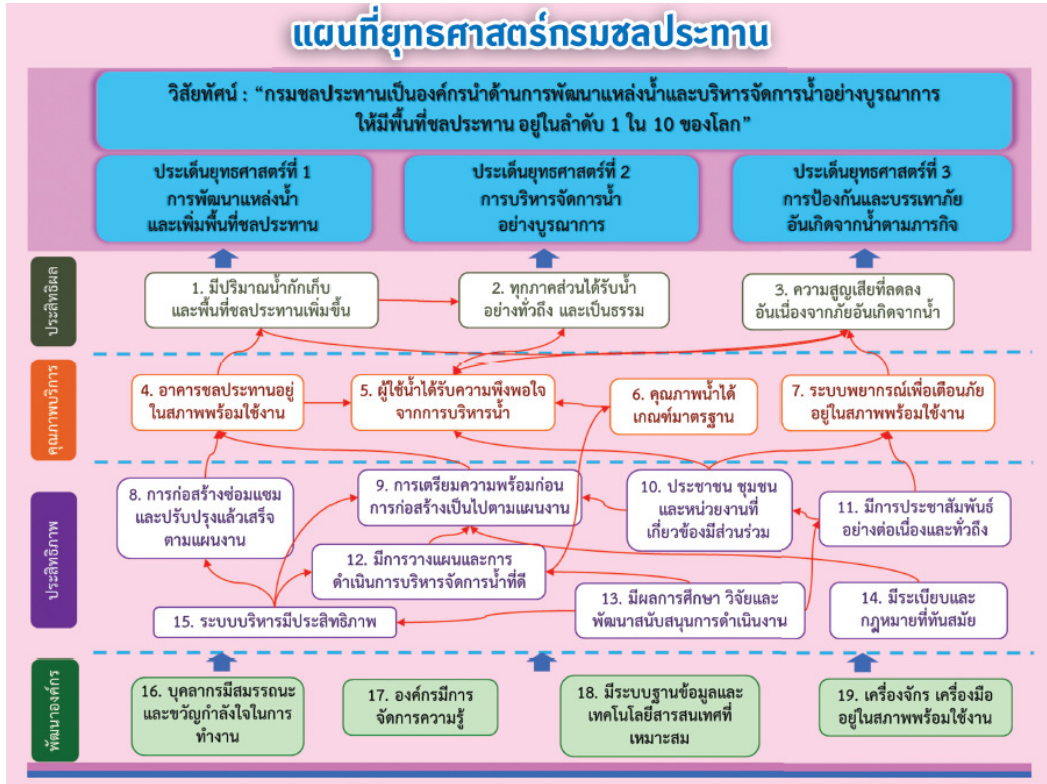 แผนที่ยุทธศาสตร์กรมชลประทาน
วิสัยทัศน์ : “กรมชลประทานเป็นองค์กรนำด้านการพัฒนาแหล่งน้ำและบริหารจัดการน้ำอย่างบูรณาการ
ให้มีพื้นที่ชลประทาน อยู่ในลำดับ 1 ใน 10 ของโลก”
ประเด็นยุทธศาสตร์ที่ 1
การพัฒนาแหล่งน้ำ
และเพิ่มพื้นที่ชลประทาน
ประเด็นยุทธศาสตร์ที่ 2
การบริหารจัดการน้ำ
อย่างบูรณาการ
ประเด็นยุทธศาสตร์ที่ 3
การป้องกันและบรรเทาภัย
อันเกิดจากน้ำตามภารกิจ
ประสิทธิผล
1. มีปริมาณน้ำกักเก็บ
และพื้นที่ชลประทานเพิ่มขึ้น
2. ทุกภาคส่วนได้รับน้ำ
อย่างทั่วถึง และเป็นธรรม
3. ความสูญเสียที่ลดลง
อันเนื่องจากภัยอันเกิดจากน้ำ
คุณภาพบริการ
4. อาคารชลประทานอยู่
ในสภาพพร้อมใช้งาน
5. ผู้ใช้น้ำได้รับความพึงพอใจ
จากการบริหารน้ำ
6. คุณภาพน้ำได้
เกณฑ์มาตรฐาน
7. ระบบพยากรณ์เพื่อเตือนภัย
อยู่ในสภาพพร้อมใช้งาน
ประสิทธิภาพ
8. การก่อสร้างซ่อมแซม
และปรับปรุงแล้วเสร็จ
ตามแผนงาน
9. การเตรียมความพร้อมก่อน
การก่อสร้างเป็นไปตามแผนงาน
10. ประชาชน ชุมชน
และหน่วยงานที่
เกี่ยวข้องมีส่วนร่วม
11. มีการประชาสัมพันธ์
อย่างต่อเนื่องและทั่วถึง
12. มีการวางแผนและการ
ดำเนินการบริหารจัดการน้ำที่ดี
13. มีผลการศึกษา วิจัยและ
พัฒนาสนับสนุนการดำเนินงาน
14. มีระเบียบและ
กฎหมายที่ทันสมัย
15. ระบบบริหารมีประสิทธิภาพ
พัฒนาองค์กร
16. บุคลากรมีสมรรถนะ
และขวัญกำลังใจในการ
ทำงาน
17. องค์กรมีการ
จัดการความรู้
18. มีระบบฐานข้อมูลและ
เทคโนโลยีสารสนเทศที่
เหมาะสม
19. เครื่องจักร เครื่องมือ
อยู่ในสภาพพร้อมใช้งาน